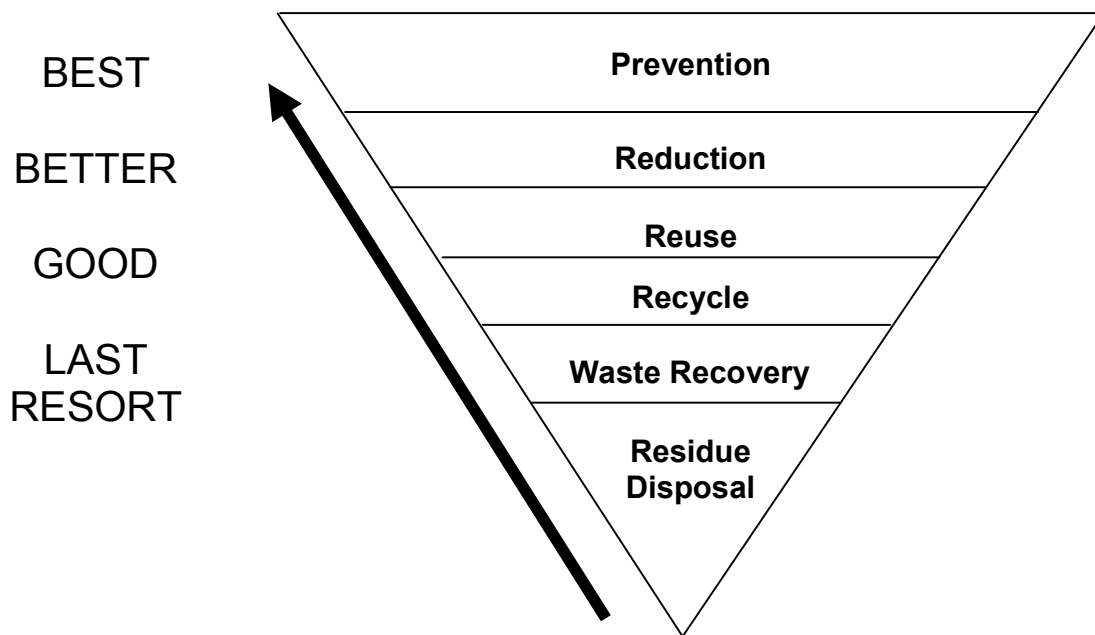 BEST
BETTER
GOOD
LAST
RESORT
Prevention
Reduction
Reuse
Recycle
Waste Recovery
Residue
Disposal